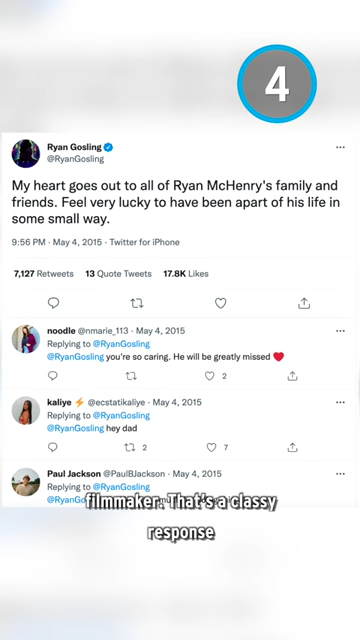 4
Ryan Gosling
@RyanGosling
My heart goes out to all of Ryan McHenry's family and
friends. Feel very lucky to have been apart of his life in
some small way.
9:56 PM · May 4, 2015 · Twitter for iPhone
7,127 Retweets 13 Quote Tweets 17.8K Likes
noodle @nmarie_113 · May 4, 2015
Replying to @RyanGosling
@RyanGosling you're so caring. He will be greatly missed ❤️
2
kaliye ⚡ @ecstatikaliye · May 4, 2015
Replying to @RyanGosling
@RyanGosling hey dad
2 7
Paul Jackson @PaulBJackson · May 4, 2015
Replying to @RyanGosling
filmmaker. That's a classy
response